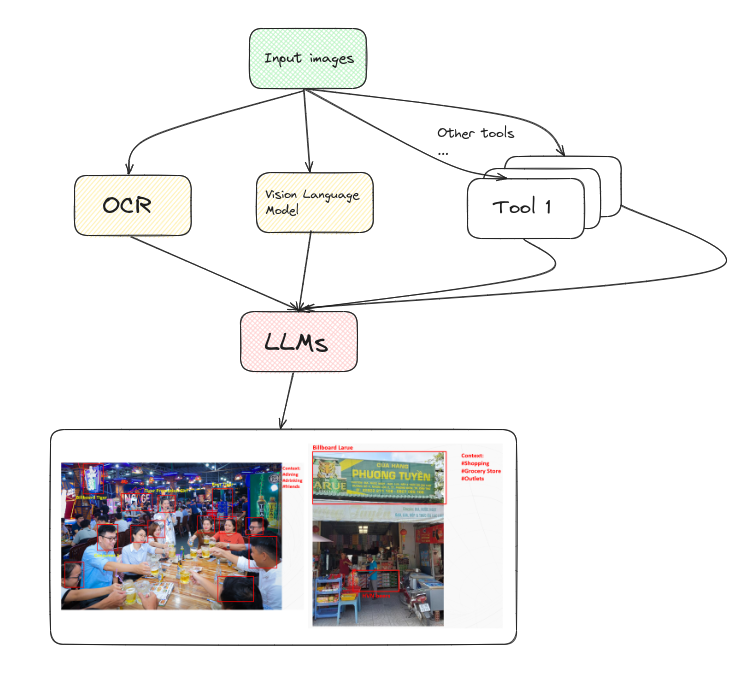 Input images
Other tools
...
OCR
Vision Language
Model
Tool 1
LLMs
Billboard Larue
Context:
#dining
#drinking
#friends
Billboard Tiger
CỬA HÀNG
PHƯỢNG TUYỀN
LARUE
Context:
#Shopping
#Grocery Store
#Outlets